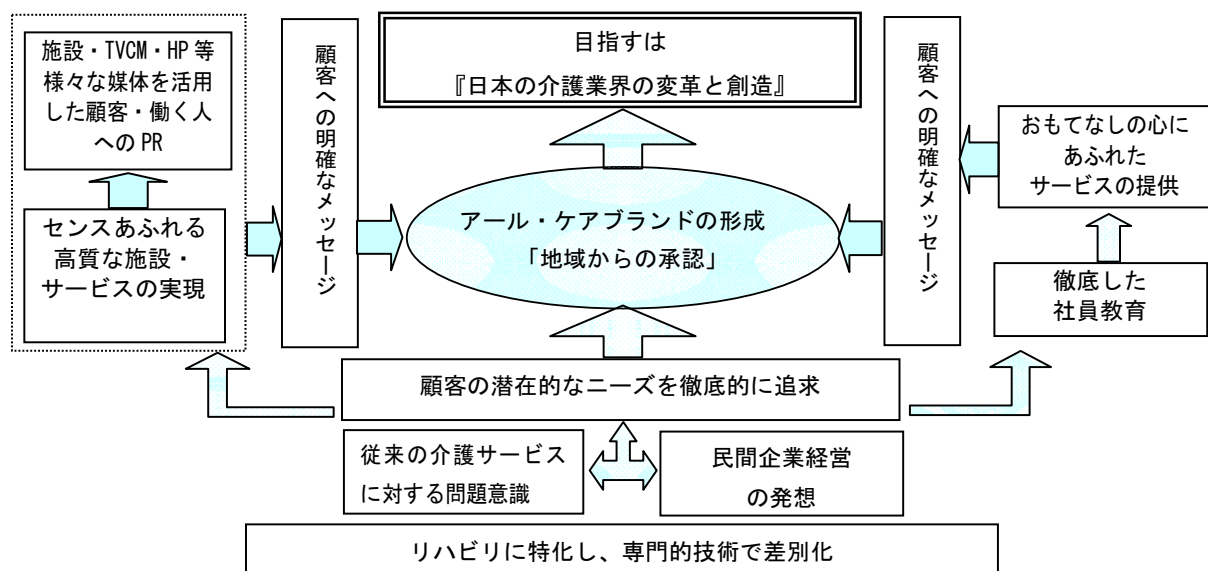 施設・TVCM・HP 等
様々な媒体を活用
した顧客・働く人
への PR
センスあふれる
高質な施設・
サービスの実現
顧客への明確なメッセージ
目指すは
『日本の介護業界の変革と創造』
アール・ケアブランドの形成
「地域からの承認」
顧客への明確なメッセージ
おもてなしの心に
あふれた
サービスの提供
徹底した
社員教育
顧客の潜在的なニーズを徹底的に追求
従来の介護サービス
に対する問題意識
民間企業経営
の発想
リハビリに特化し、専門的技術で差別化